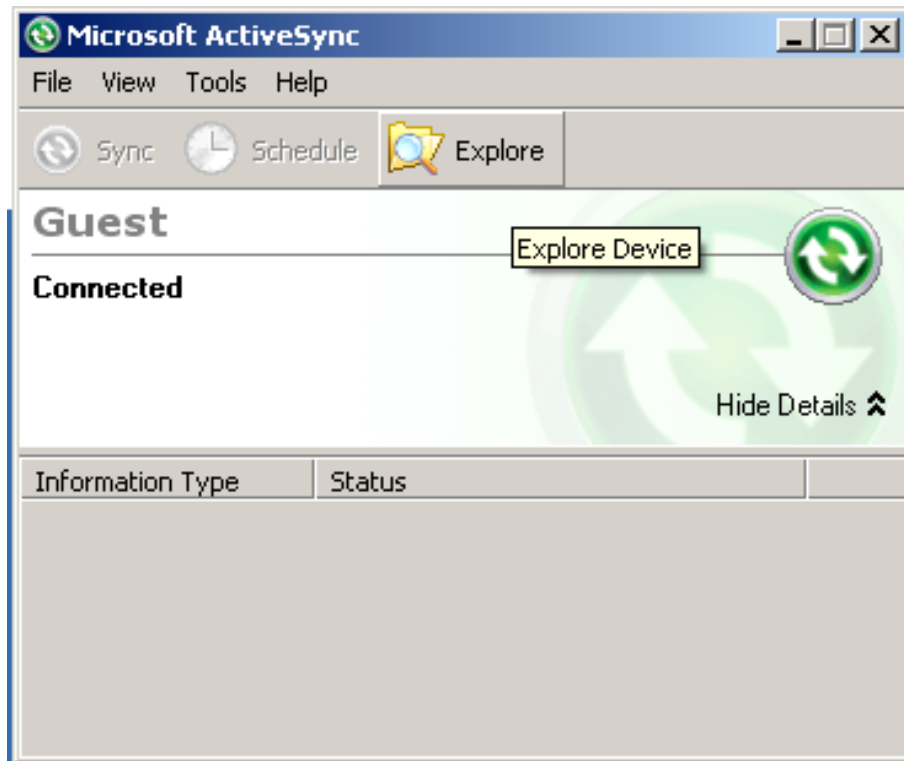 Microsoft ActiveSync
File View Tools Help
Sync Schedule Explore
Guest
Explore Device
Connected
Hide Details
Information Type Status